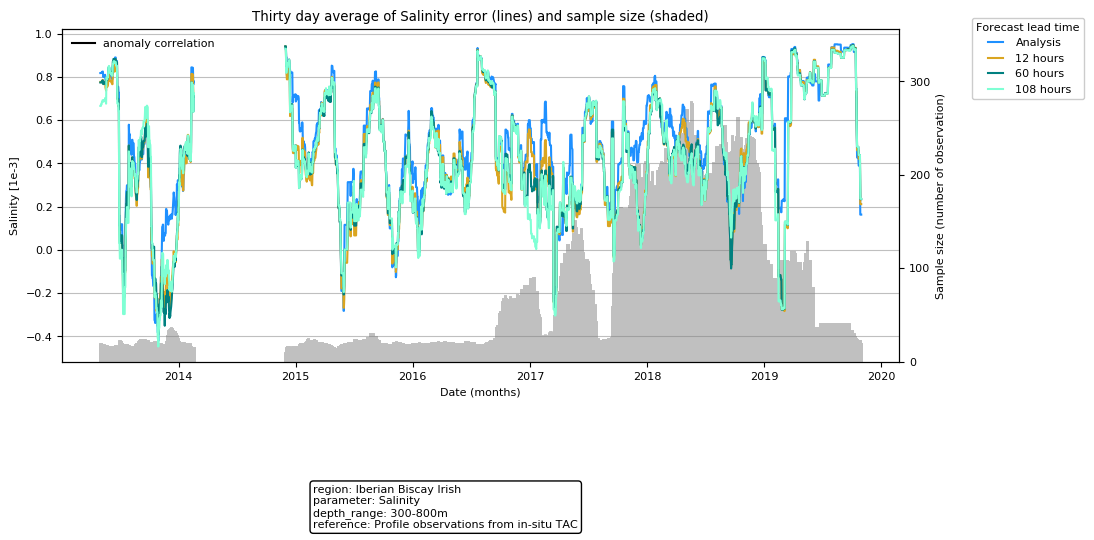 Thirty day average of Salinity error (lines) and sample size (shaded)
Forecast lead time
Analysis
12 hours
60 hours
108 hours
anomaly correlation
Salinity [1e-3]
1.0
0.8
0.6
0.4
0.2
0.0
−0.2
−0.4
300
200
100
0
Sample size (number of observation)
2014 2015 2016 2017 2018 2019 2020
Date (months)
region: Iberian Biscay Irish
parameter: Salinity
depth_range: 300-800m
reference: Profile observations from in-situ TAC